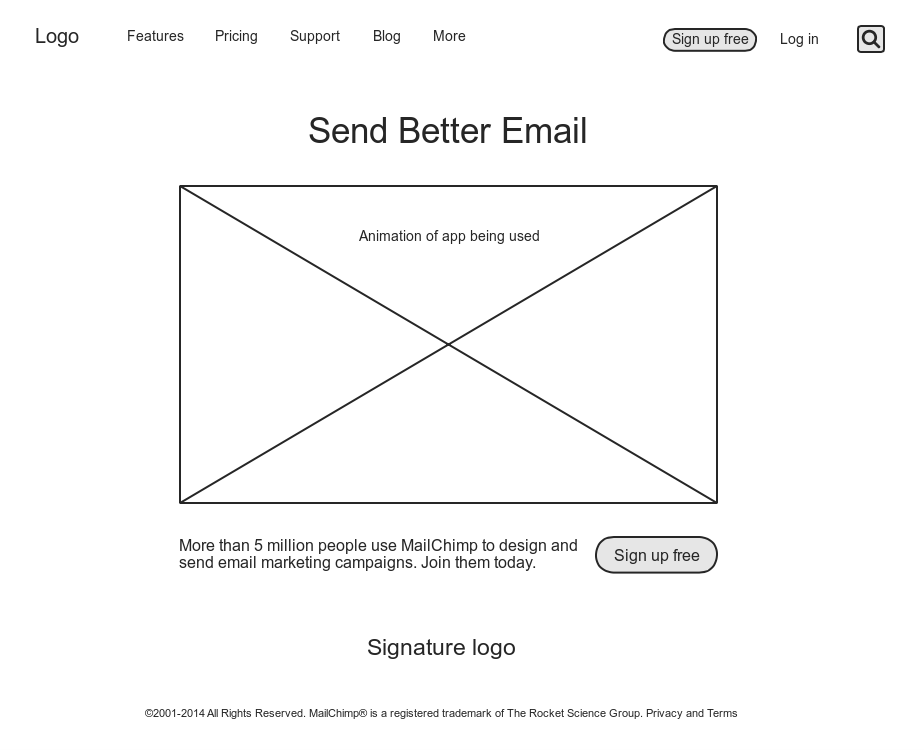 Logo
Features
Pricing
Support
Blog
More
Sign up free
Log in
Send Better Email
Animation of app being used
More than 5 million people use MailChimp to design and
send email marketing campaigns. Join them today.
Sign up free
Signature logo
©2001-2014 All Rights Reserved. MailChimp® is a registered trademark of The Rocket Science Group. Privacy and Terms